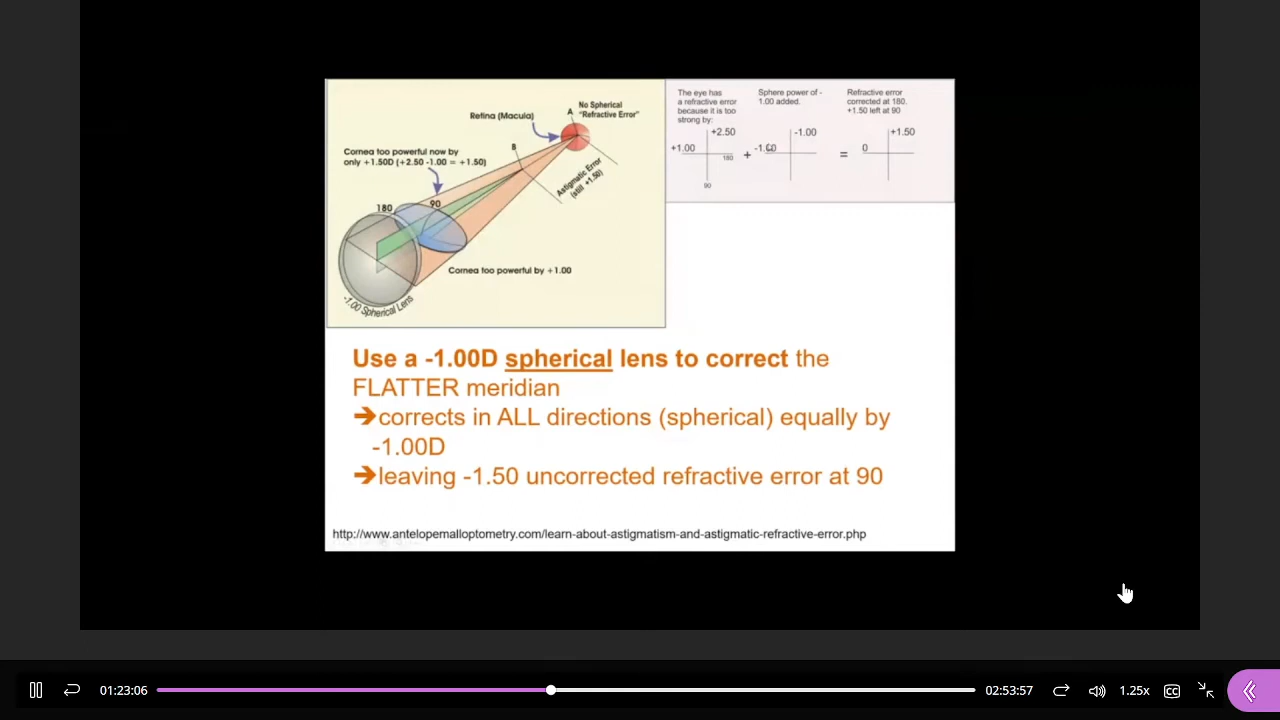 No Spherical
"Refractive Error"
A
Retina (Macula)
B
Cornea too powerful now by
only +1.50D (+2.50 -1.00 = +1.50)
Astigmatic Error
(still +1.50)
180
90
Cornea too powerful by +1.00
-1.00 Spherical Lens
The eye has
a refractive error
because it is too
strong by:
+2.50
+1.00
180
90
+
Sphere power of -
1.00 added.
-1.00
-1.00
=
Refractive error
corrected at 180.
+1.50 left at 90
+1.50
0
Use a -1.00D spherical lens to correct the
FLATTER meridian
➔corrects in ALL directions (spherical) equally by
-1.00D
➔leaving -1.50 uncorrected refractive error at 90
http://www.antelopemalloptometry.com/learn-about-astigmatism-and-astigmatic-refractive-error.php
01:23:06
02:53:57
1.25x
CC